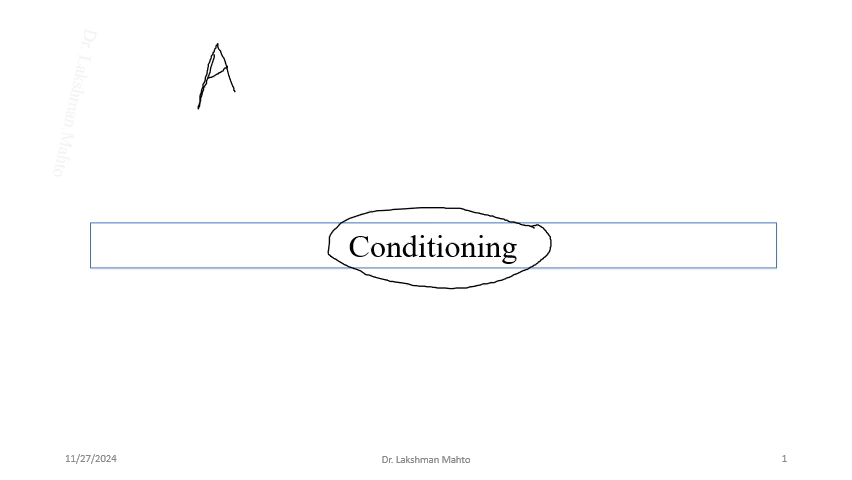 Dr. Lakshman Mahto
A
Conditioning
11/27/2024
Dr. Lakshman Mahto
1